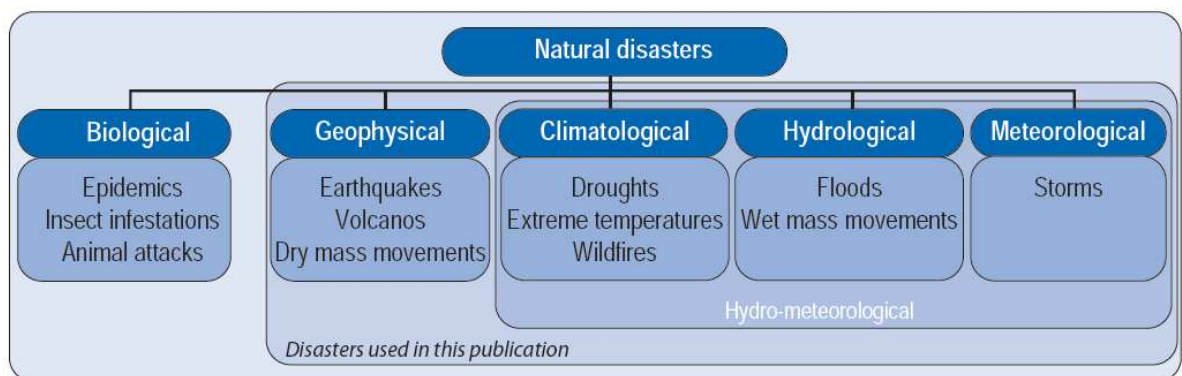 Natural disasters
Biological
Epidemics
Insect infestations
Animal attacks
Geophysical
Earthquakes
Volcanos
Dry mass movements
Climatological
Droughts
Extreme temperatures
Wildfires
Hydrological
Floods
Wet mass movements
Meteorological
Storms
Hydro-meteorological
Disasters used in this publication